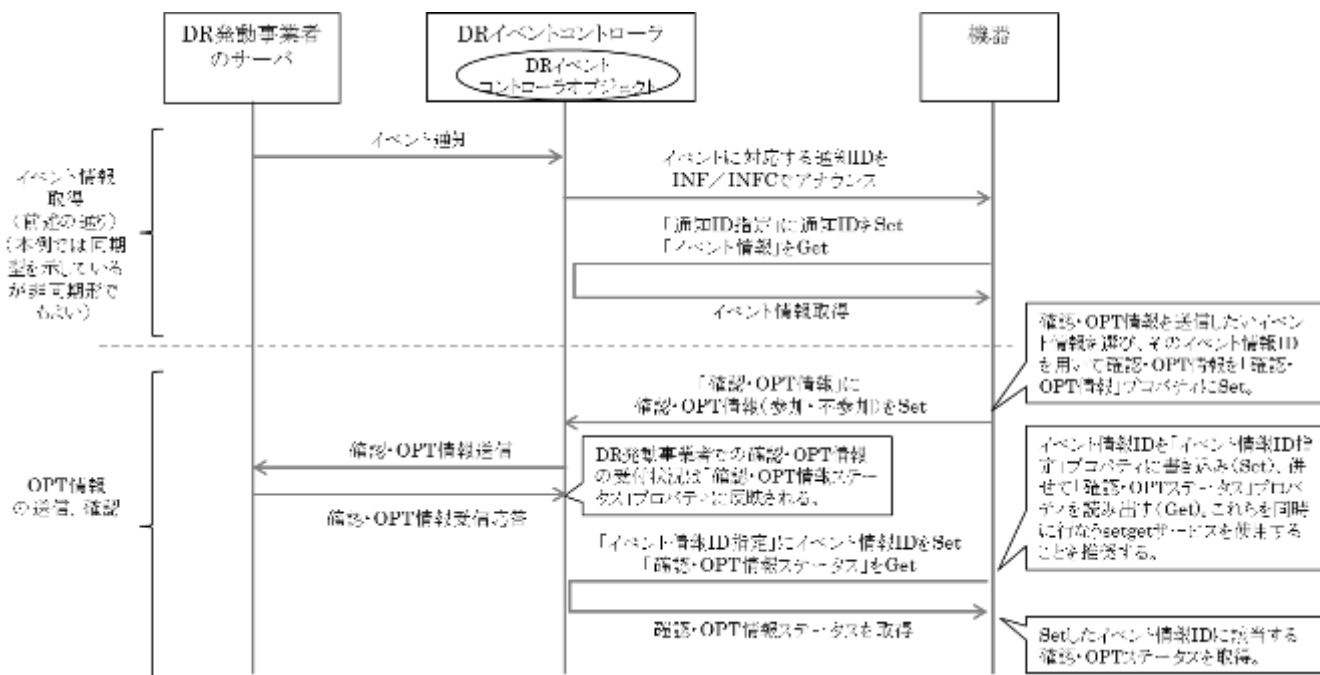 DR発動事業者
のサーバ
DRイベントコントローラ
DRイベント
コントローラオブジェクト
機器
イベント情報
取得
(前述の通り)
(本例では同期
型を示している
が非同期形で
もよい)
イベント通知
イベントに対応する通知IDを
INF/INFCでアナウンス
「通知ID指定」に通知IDをSet
「イベント情報」をGet
イベント情報取得
確認・OPT情報を送信したいイベン
ト情報を選び、そのイベント情報ID
を用いて確認・OPT情報を「確認・
OPT情報」プロパティにSet。
OPT情報
の送信、確認
「確認・OPT情報」に
確認・OPT情報(参加・不参加)をSet
確認・OPT情報送信
DR発動事業者での確認・OPT情報
の受付状況は「確認・OPT情報ステー
タス」プロパティに反映される。
確認・OPT情報受信応答
イベント情報IDを「イベント情報ID指
定」プロパティに書き込み(Set)、併
せて「確認・OPTステータス」プロパ
ティを読み出す(Get)。これらを同時
に行なうsetgetサービスを使用する
ことを推奨する。
「イベント情報ID指定」にイベント情報IDをSet
「確認・OPT情報ステータス」をGet
確認・OPT情報ステータスを取得
Setしたイベント情報IDに該当する
確認・OPTステータスを取得。